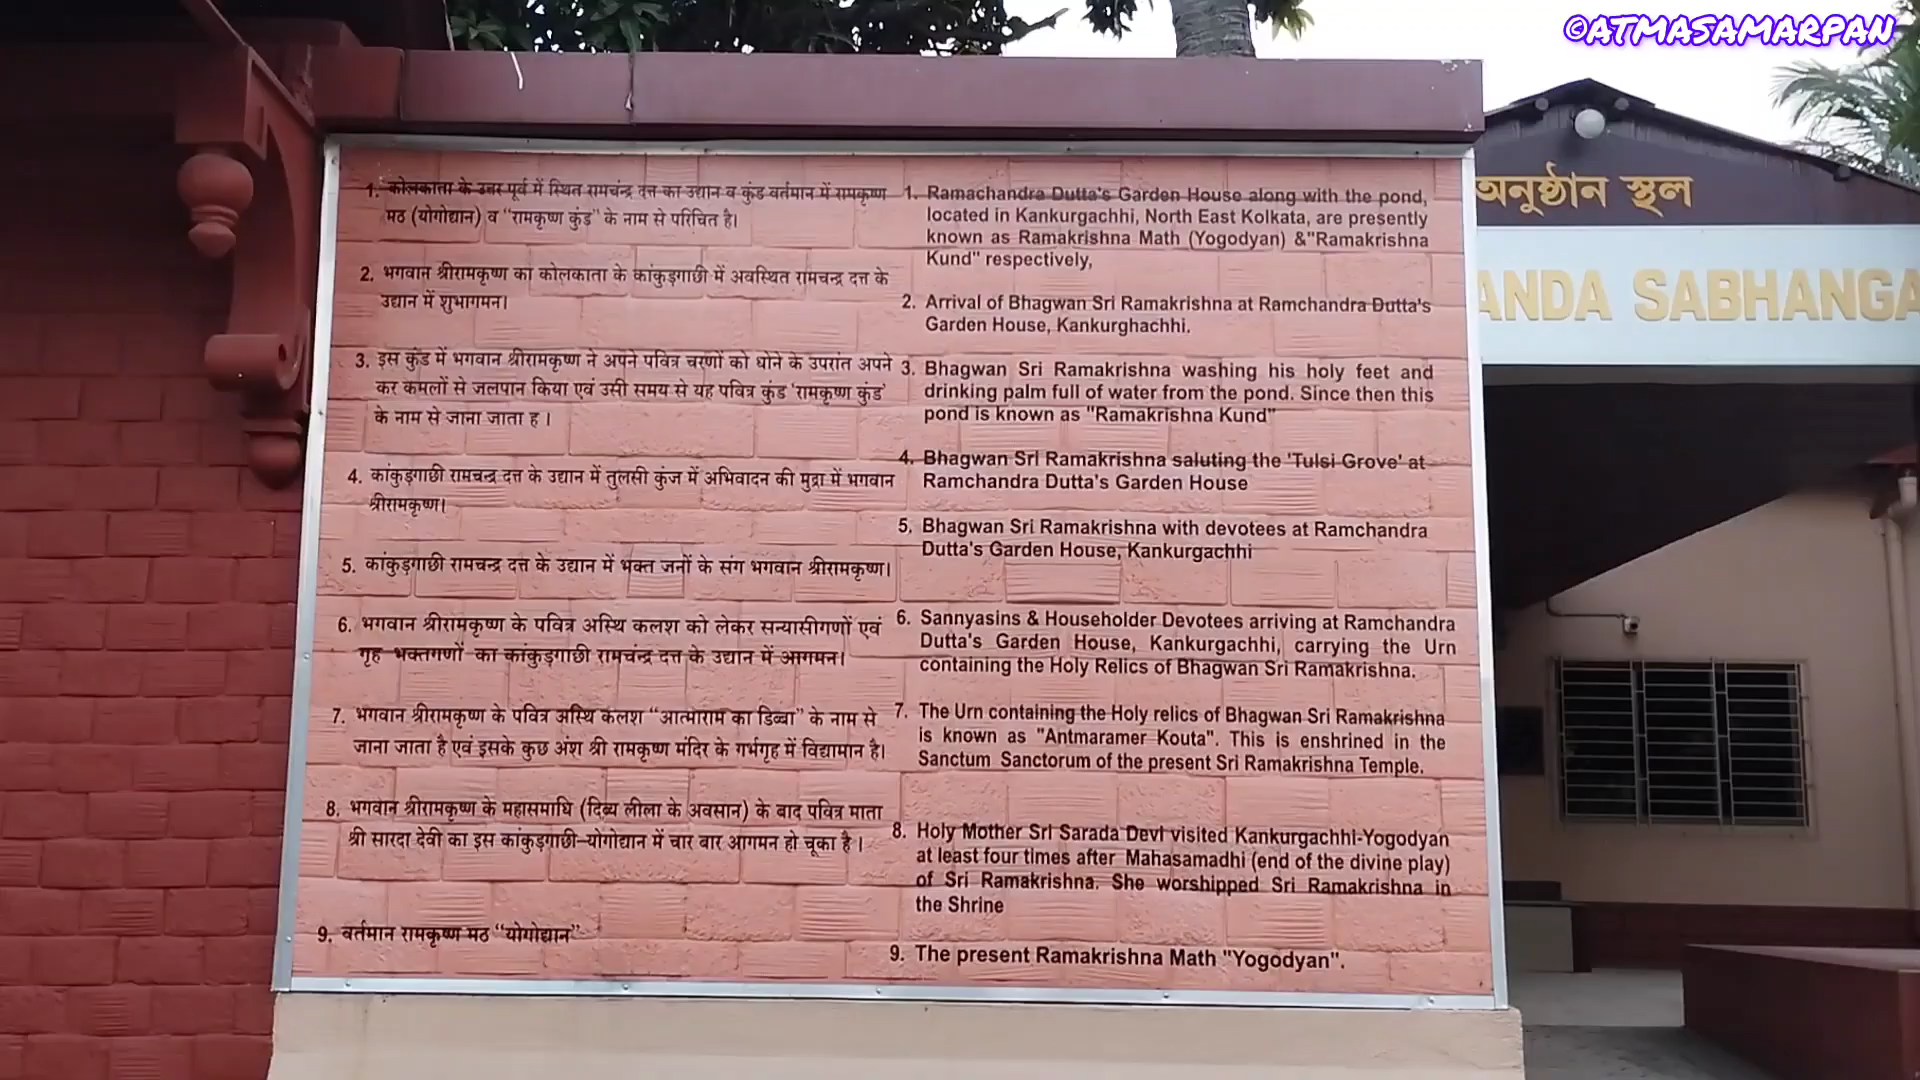 ©ATMASAMARPAN
1. कोलकाता के उत्तर पूर्व में स्थित रामचंद्र दत्त का उद्यान व कुंड वर्तमान में रामकृष्ण
मठ (योगोद्यान) व "रामकृष्ण कुंड" के नाम से परिचित है।
2. भगवान श्रीरामकृष्ण का कोलकाता के कांकुड़गाछी में अवस्थित रामचन्द्र दत्त के
उद्यान में शुभागमन।
3. इस कुंड में भगवान श्रीरामकृष्ण ने अपने पवित्र चरणों को धोने के उपरांत अपने
कर कमलों से जलपान किया एवं उसी समय से यह पवित्र कुंड 'रामकृष्ण कुंड'
के नाम से जाना जाता ह ।
4. कांकुड़गाछी रामचन्द्र दत्त के उद्यान में तुलसी कुंज में अभिवादन की मुद्रा में भगवान
श्रीरामकृष्ण।
5. कांकुड़गाछी रामचन्द्र दत्त के उद्यान में भक्त जनों के संग भगवान श्रीरामकृष्ण।
6. भगवान श्रीरामकृष्ण के पवित्र अस्थि कलश को लेकर सन्यासीगणों एवं
गृह भक्तगणों का कांकुड़गाछी रामचंद्र दत्त के उद्यान में आगमन।
7. भगवान श्रीरामकृष्ण के पवित्र अस्थि कलश "आत्माराम का डिब्बा" के नाम से
जाना जाता है एवं इसके कुछ अंश श्री रामकृष्ण मंदिर के गर्भगृह में विद्यामान है।
8. भगवान श्रीरामकृष्ण के महासमाधि (दिब्य लीला के अवसान) के बाद पवित्र माता
श्री सारदा देवी का इस कांकुड़गाछी–योगोद्यान में चार बार आगमन हो चूका है ।
9. वर्तमान रामकृष्ण मठ "योगोद्यान"
1. Ramachandra Dutta's Garden House along with the pond,
located in Kankurgachhi, North East Kolkata, are presently
known as Ramakrishna Math (Yogodyan) &"Ramakrishna
Kund" respectively,
2. Arrival of Bhagwan Sri Ramakrishna at Ramchandra Dutta's
Garden House, Kankurghachhi.
3. Bhagwan Sri Ramakrishna washing his holy feet and
drinking palm full of water from the pond. Since then this
pond is known as "Ramakrishna Kund"
4. Bhagwan Sri Ramakrishna saluting the 'Tulsi Grove' at
Ramchandra Dutta's Garden House
5. Bhagwan Sri Ramakrishna with devotees at Ramchandra
Dutta's Garden House, Kankurgachhi
6. Sannyasins & Householder Devotees arriving at Ramchandra
Dutta's Garden House, Kankurgachhi, carrying the Urn
containing the Holy Relics of Bhagwan Sri Ramakrishna.
7. The Urn containing the Holy relics of Bhagwan Sri Ramakrishna
is known as "Antmaramer Kouta". This is enshrined in the
Sanctum Sanctorum of the present Sri Ramakrishna Temple.
8. Holy Mother Sri Sarada Devi visited Kankurgachhi-Yogodyan
at least four times after Mahasamadhi (end of the divine play)
of Sri Ramakrishna. She worshipped Sri Ramakrishna in
the Shrine
9. The present Ramakrishna Math "Yogodyan".
অনুষ্ঠান স্থল
ANDA SABHANGA